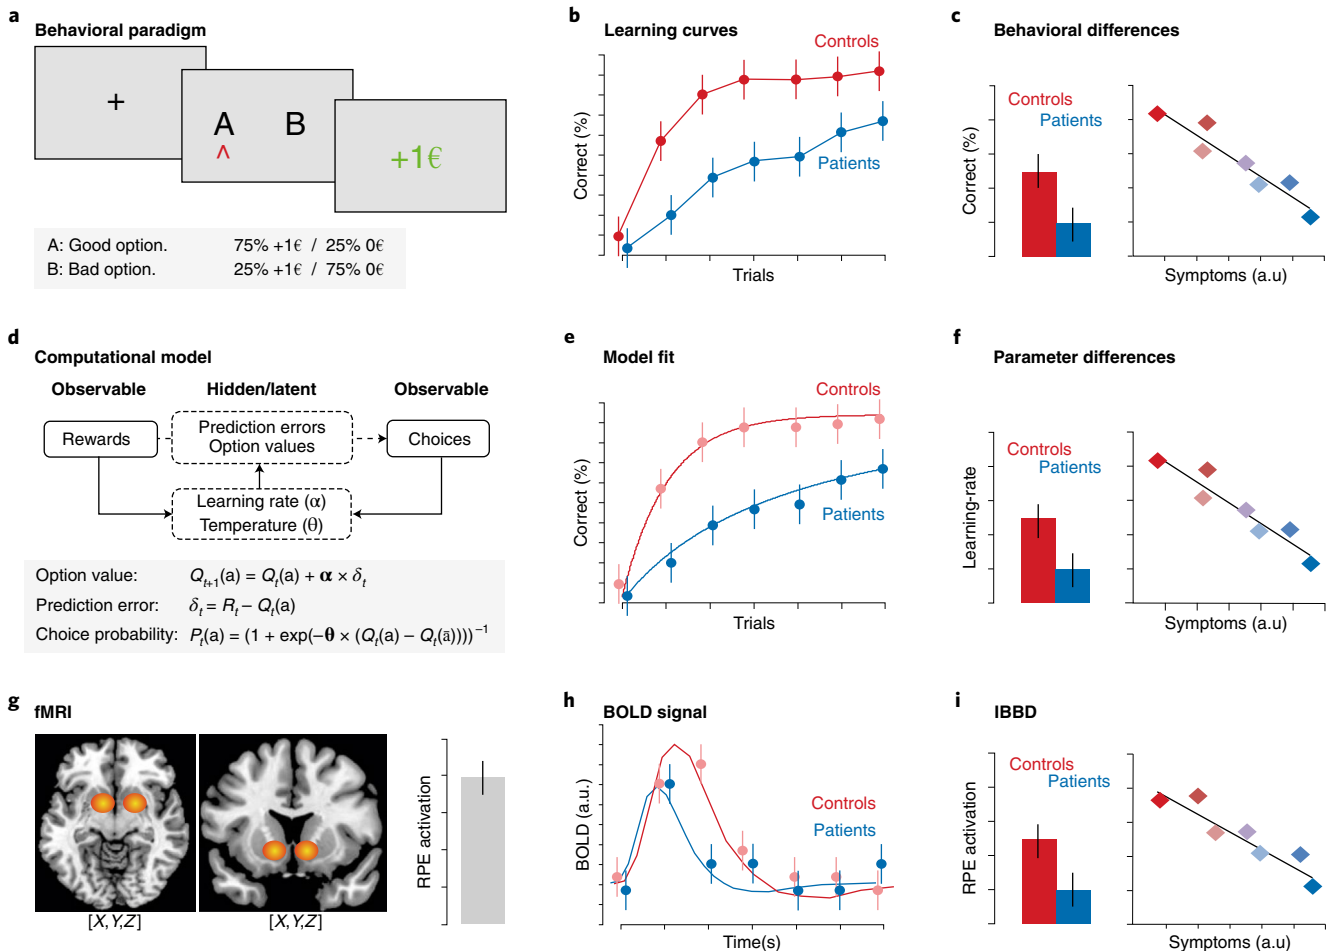 a
Behavioral paradigm
+
A B
^
+1€
A: Good option. 75% +1€ / 25% 0€
B: Bad option. 25% +1€ / 75% 0€
b
Learning curves
Controls
Patients
Correct (%)
Trials
c
Behavioral differences
Controls
Patients
Correct (%)
Symptoms (a.u)
d
Computational model
Observable Hidden/latent Observable
Rewards
Prediction errors
Option values
Choices
Learning rate (α)
Temperature (θ)
Option value: Qt+1(a) = Qt(a) + α × δt
Prediction error: δt = Rt − Qt(a)
Choice probability: Pt(a) = (1 + exp(−θ × (Qt(a) − Qt(ā))))−1
e
Model fit
Controls
Patients
Correct (%)
Trials
f
Parameter differences
Controls
Patients
Learning-rate
Symptoms (a.u)
g
fMRI
[X,Y,Z] [X,Y,Z]
RPE activation
h
BOLD signal
Controls
Patients
BOLD (a.u.)
Time(s)
i
IBBD
Controls
Patients
RPE activation
Symptoms (a.u)